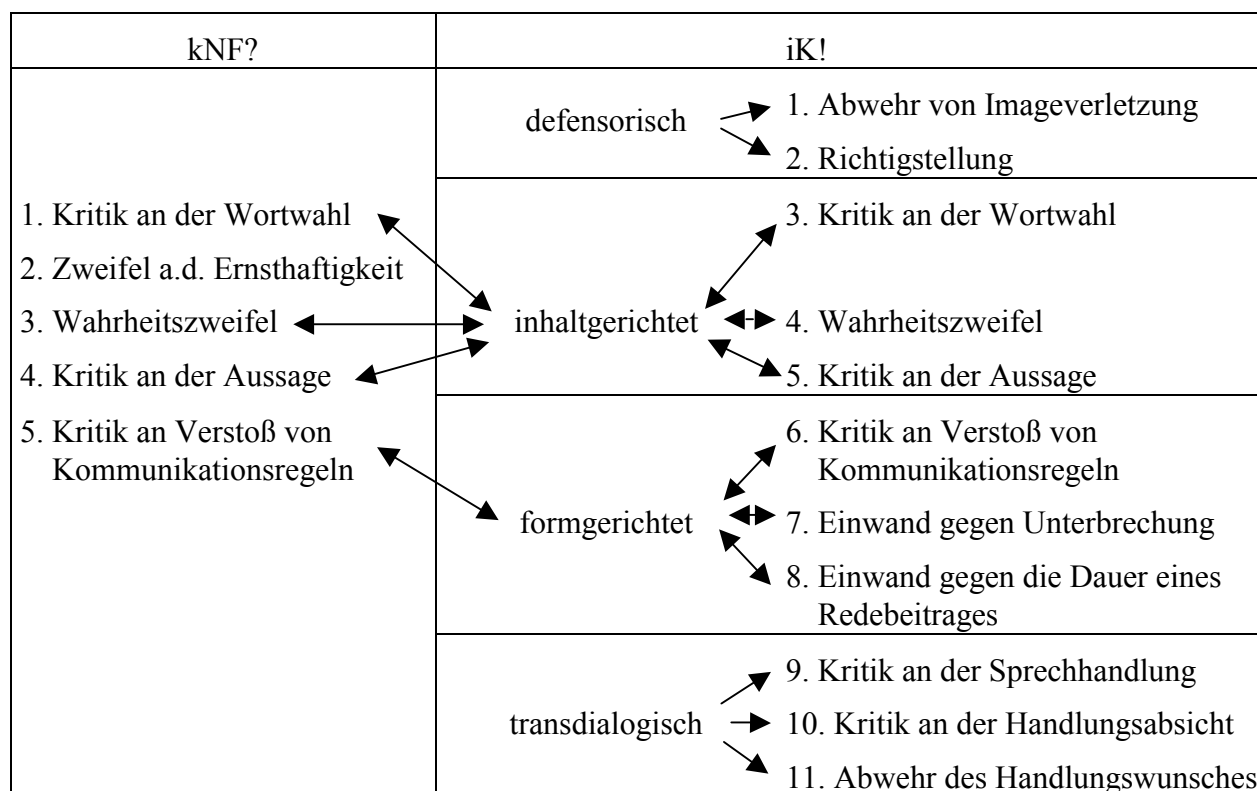 kNF?
iK!
defensorisch
1. Abwehr von Imageverletzung
2. Richtigstellung
1. Kritik an der Wortwahl
2. Zweifel a.d. Ernsthaftigkeit
3. Wahrheitszweifel
4. Kritik an der Aussage
5. Kritik an Verstoß von
Kommunikationsregeln
inhaltgerichtet
3. Kritik an der Wortwahl
4. Wahrheitszweifel
5. Kritik an der Aussage
formgerichtet
6. Kritik an Verstoß von
Kommunikationsregeln
7. Einwand gegen Unterbrechung
8. Einwand gegen die Dauer eines
Redebeitrages
transdialogisch
9. Kritik an der Sprechhandlung
10. Kritik an der Handlungsabsicht
11. Abwehr des Handlungswunsches